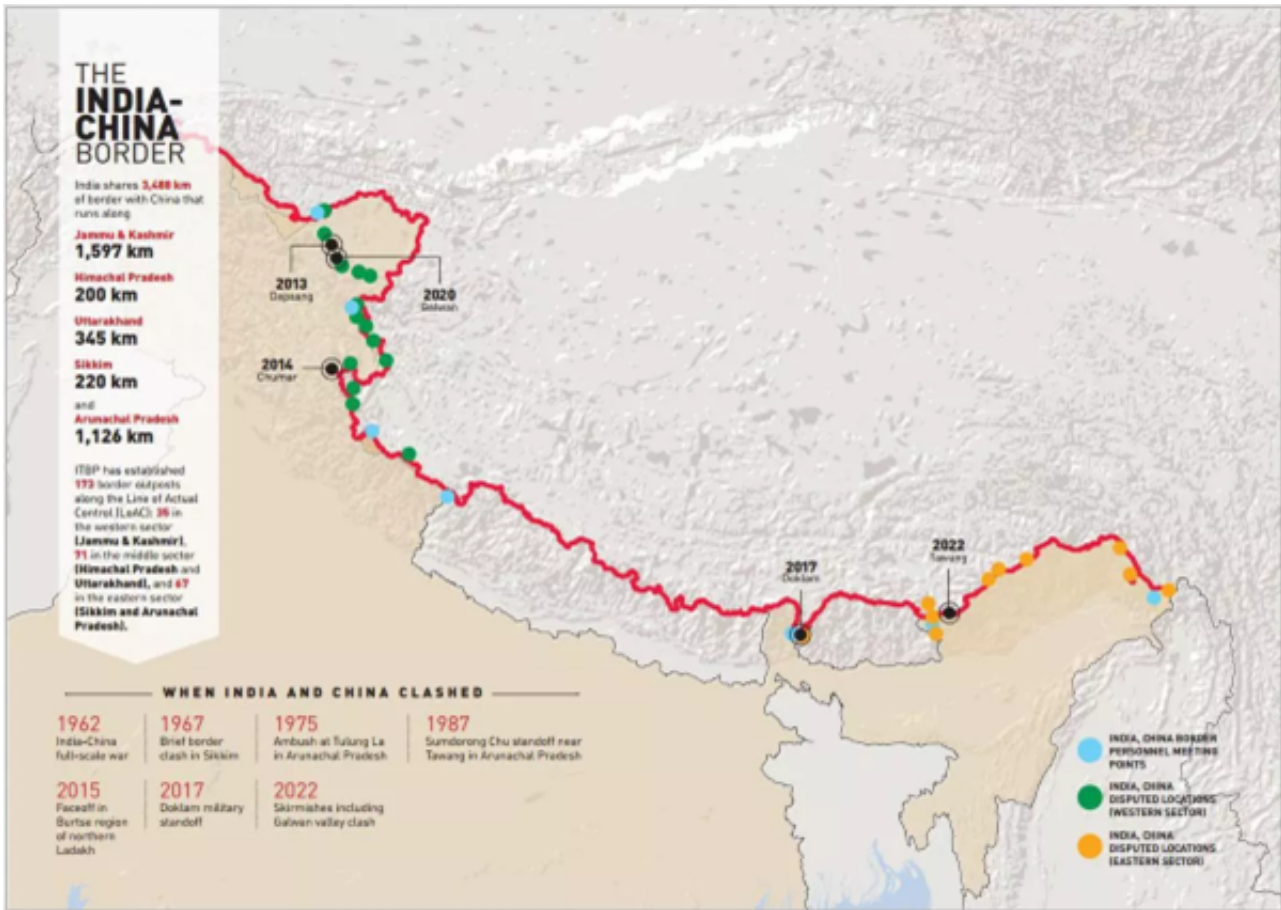 THE
INDIA-
CHINA
BORDER
India shares 3,488 km
of border with China that
runs along
Jammu & Kashmir
1,597 km
Himachal Pradesh
200 km
Uttarakhand
345 km
Sikkim
220 km
and
Arunachal Pradesh
1,126 km
ITBP has established
173 border outposts
along the Line of Actual
Control (LoAC): 35 in
the western sector
(Jammu & Kashmir),
71 in the middle sector
(Himachal Pradesh and
Uttarakhand), and 67
in the eastern sector
(Sikkim and Arunachal
Pradesh).
2013
Depsang
2020
Galwan
2014
Chumar
2017
Doklam
2022
Tawang
WHEN INDIA AND CHINA CLASHED
1962
India-China
full-scale war
1967
Brief border
clash in Sikkim
1975
Ambush at Tulung La
in Arunachal Pradesh
1987
Sumdorong Chu standoff near
Tawang in Arunachal Pradesh
2015
Faceoff in
Burtse region
of northern
Ladakh
2017
Doklam military
standoff
2022
Skirmishes including
Galwan valley clash
INDIA, CHINA BORDER
PERSONNEL MEETING
POINTS
INDIA, CHINA
DISPUTED LOCATIONS
(WESTERN SECTOR)
INDIA, CHINA
DISPUTED LOCATIONS
(EASTERN SECTOR)